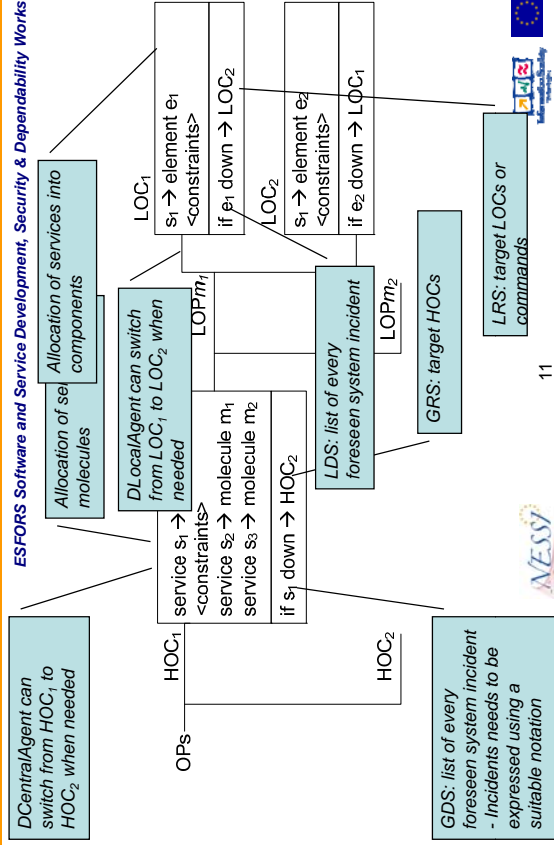 ESFORS Software and Service Development, Security & Dependability Works
DCentralAgent can
switch from HOC1 to
HOC2 when needed
Allocation of
molecules
Allocation of services into
components
DLocalAgent can switch
from LOC1 to LOC2 when
needed
OPs
HOC1
service s1 →
<constraints>
service s2 → molecule m1
service s3 → molecule m2
if s1 down → HOC2
HOC2
LOPm1
LOPm2
LOC1
s1 → element e1
<constraints>
if e1 down → LOC2
LOC2
s1 → element e2
<constraints>
if e2 down → LOC1
GDS: list of every
foreseen system incident
- Incidents needs to be
expressed using a
suitable notation
LDS: list of every
foreseen system incident
GRS: target HOCs
LRS: target LOCs or
commands
NESSI
11
Information Society